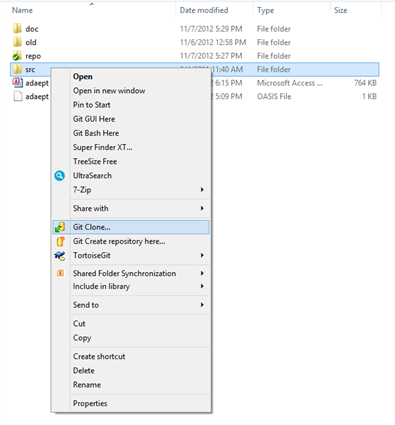 Name Date modified Type Size
doc 11/7/2012 5:29 PM File folder
old 11/6/2012 12:58 PM File folder
repo 11/7/2012 5:27 PM File folder
src 11:40 AM File folder
adaept 6:15 PM Microsoft Access ... 764 KB
adaept 5:09 PM OASIS File 1 KB
Open
Open in new window
Pin to Start
Git GUI Here
Git Bash Here
Super Finder XT...
TreeSize Free
UltraSearch
7-Zip
Share with
Git Clone...
Git Create repository here...
TortoiseGit
Shared Folder Synchronization
Include in library
Send to
Cut
Copy
Create shortcut
Delete
Rename
Properties